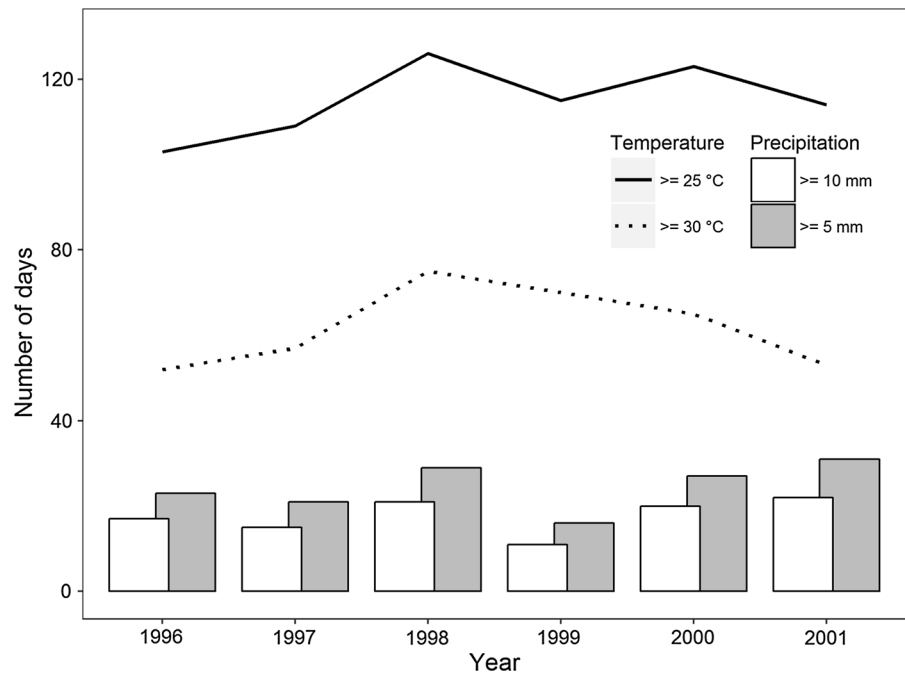 120
80
40
0
Number of days
Temperature
>= 25 °C
>= 30 °C
Precipitation
>= 10 mm
>= 5 mm
1996 1997 1998 1999 2000 2001
Year